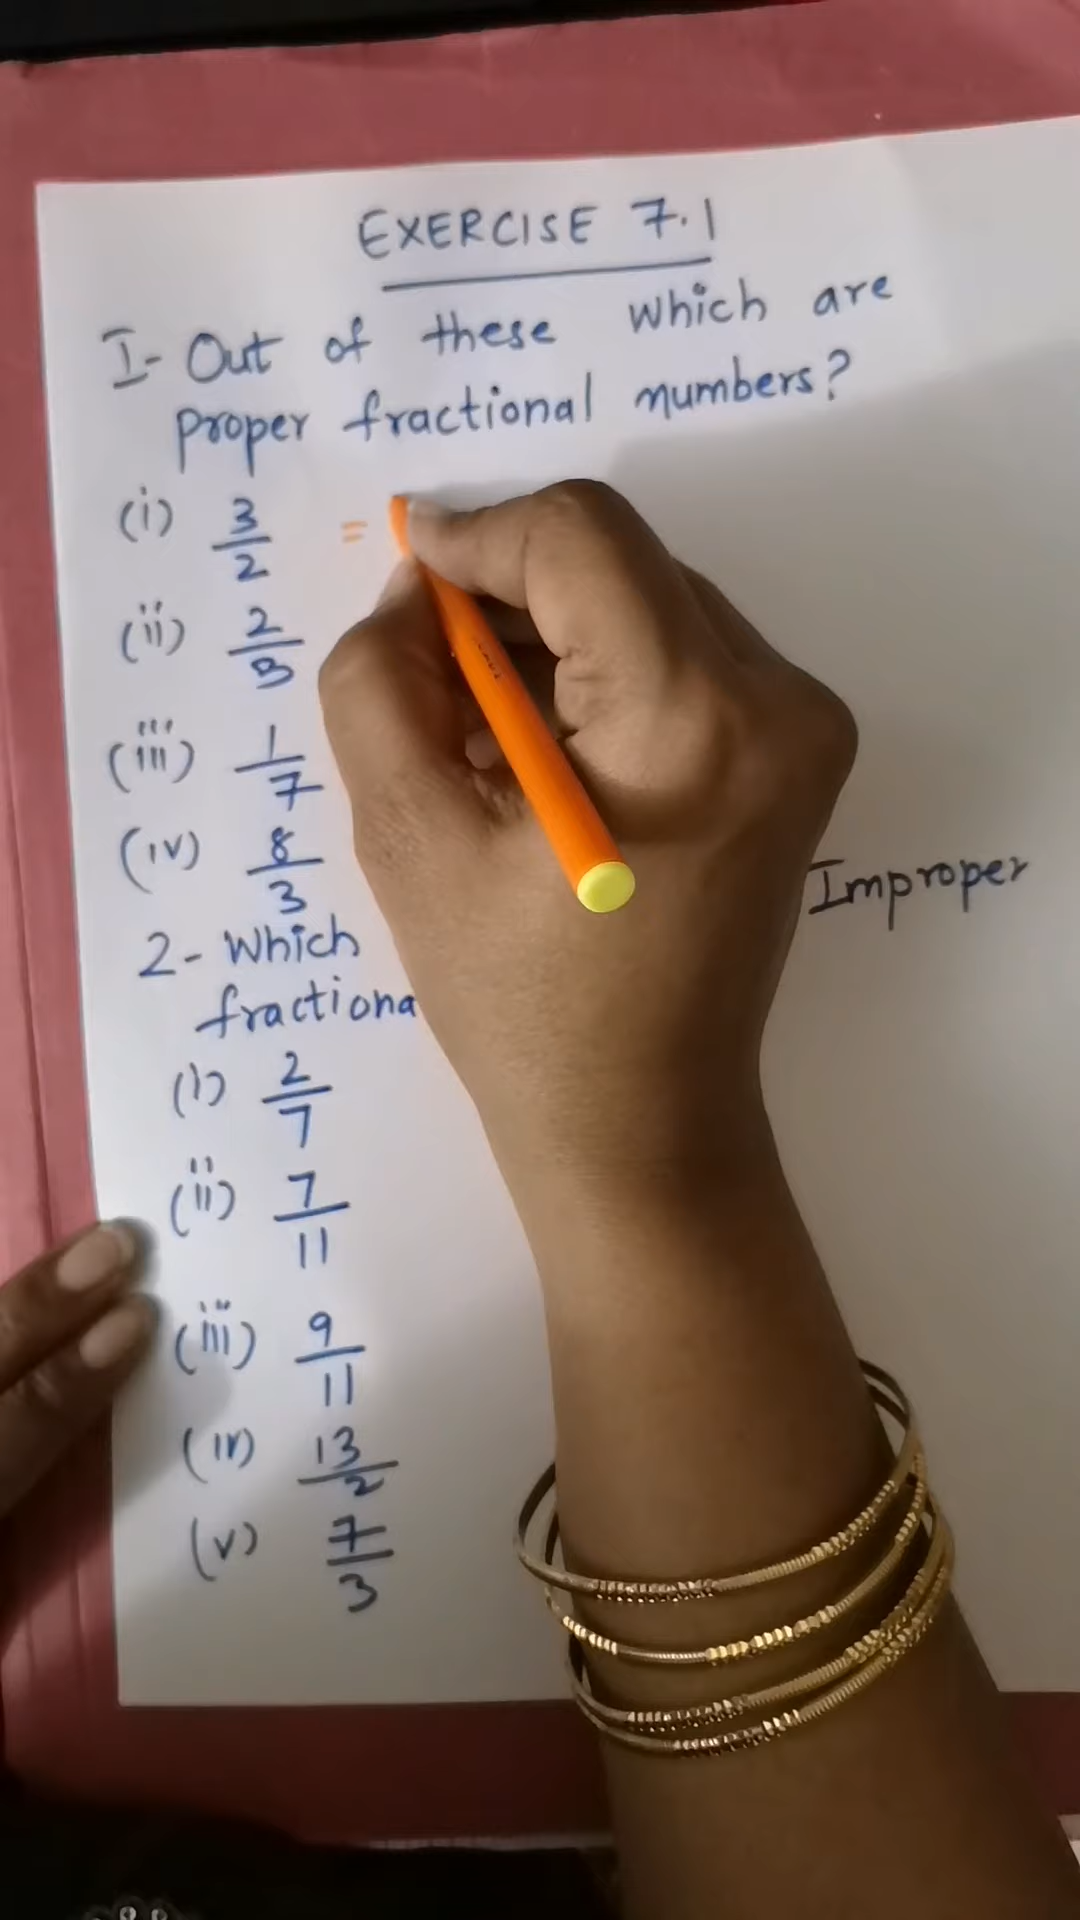 EXERCISE 7.1
I- Out of these which are
proper fractional numbers?
(i) 3/2 =
(ii) 2/3
(iii) 1/7
(iv) 8/3
2- Which Improper
fractiona
(i) 2/7
(ii) 7/11
(iii) 9/11
(iv) 13/2
(v) 7/3